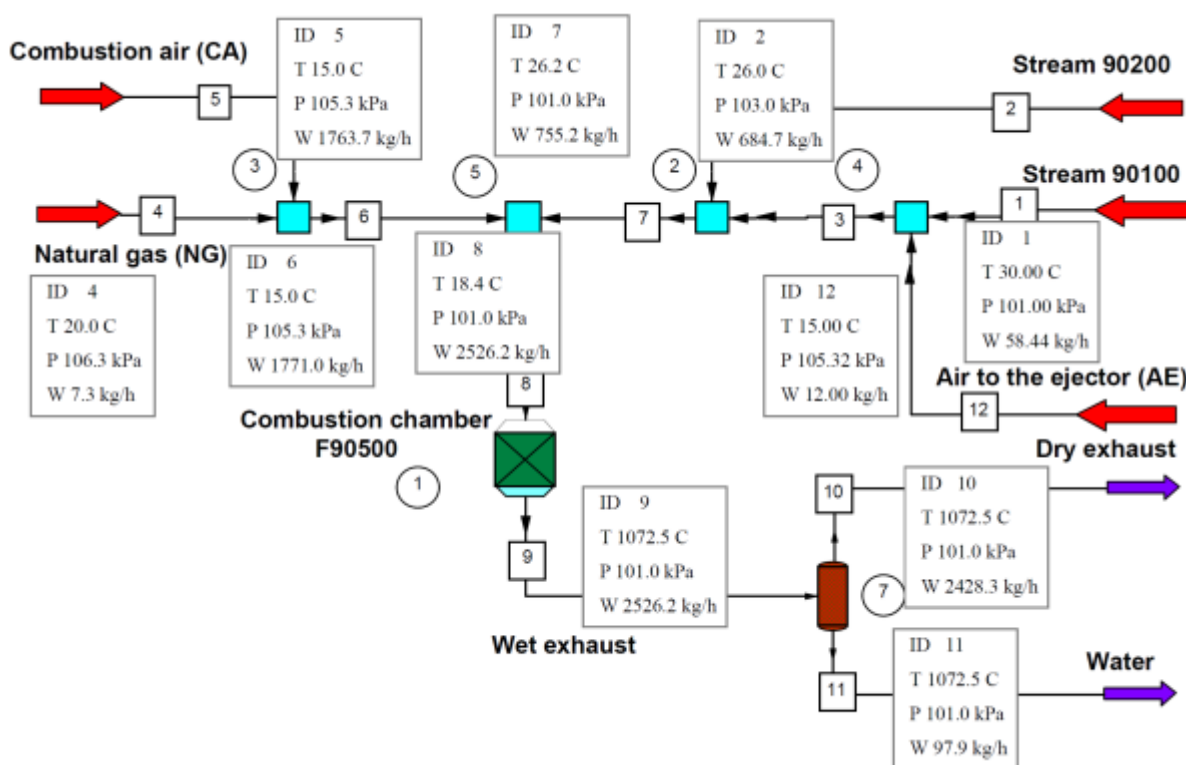 Combustion air (CA)
5
ID 5
T 15.0 C
P 105.3 kPa
W 1763.7 kg/h
ID 7
T 26.2 C
P 101.0 kPa
W 755.2 kg/h
ID 2
T 26.0 C
P 103.0 kPa
W 684.7 kg/h
Stream 90200
2
3
5
2
4
Stream 90100
4
6
7
3
1
Natural gas (NG)
ID 4
T 20.0 C
P 106.3 kPa
W 7.3 kg/h
ID 6
T 15.0 C
P 105.3 kPa
W 1771.0 kg/h
ID 8
T 18.4 C
P 101.0 kPa
W 2526.2 kg/h
8
ID 12
T 15.00 C
P 105.32 kPa
W 12.00 kg/h
ID 1
T 30.00 C
P 101.00 kPa
W 58.44 kg/h
Air to the ejector (AE)
12
Combustion chamber
F90500
1
Dry exhaust
9
ID 9
T 1072.5 C
P 101.0 kPa
W 2526.2 kg/h
Wet exhaust
10
ID 10
T 1072.5 C
P 101.0 kPa
W 2428.3 kg/h
7
11
ID 11
T 1072.5 C
P 101.0 kPa
W 97.9 kg/h
Water